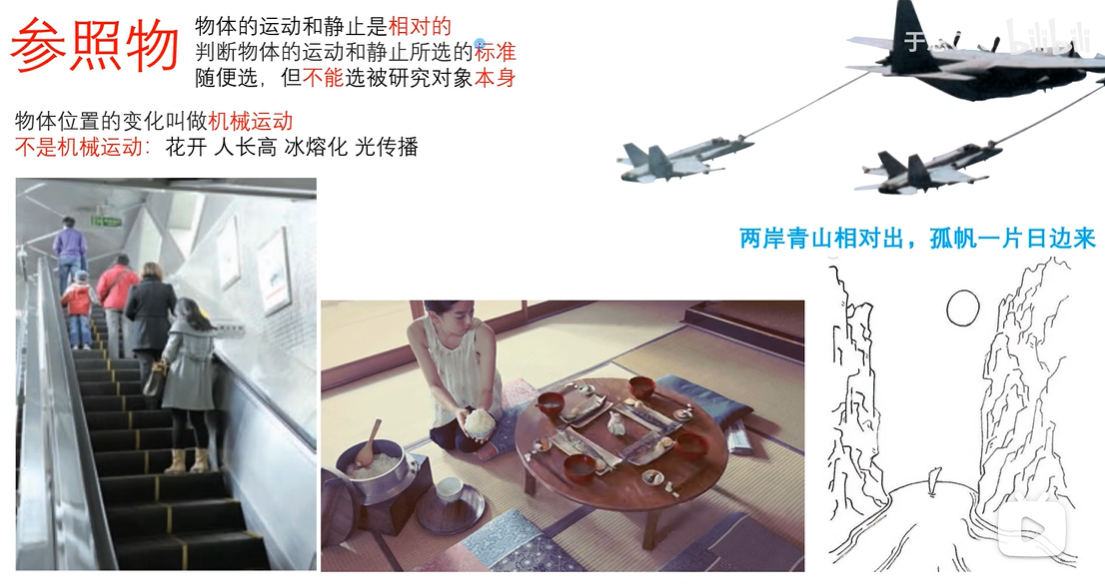 参照物
物体的运动和静止是相对的
判断物体的运动和静止所选的标准
随便选，但不能选被研究对象本身
物体位置的变化叫做机械运动
不是机械运动：花开 人长高 冰熔化 光传播
bilibili
两岸青山相对出，孤帆一片日边来